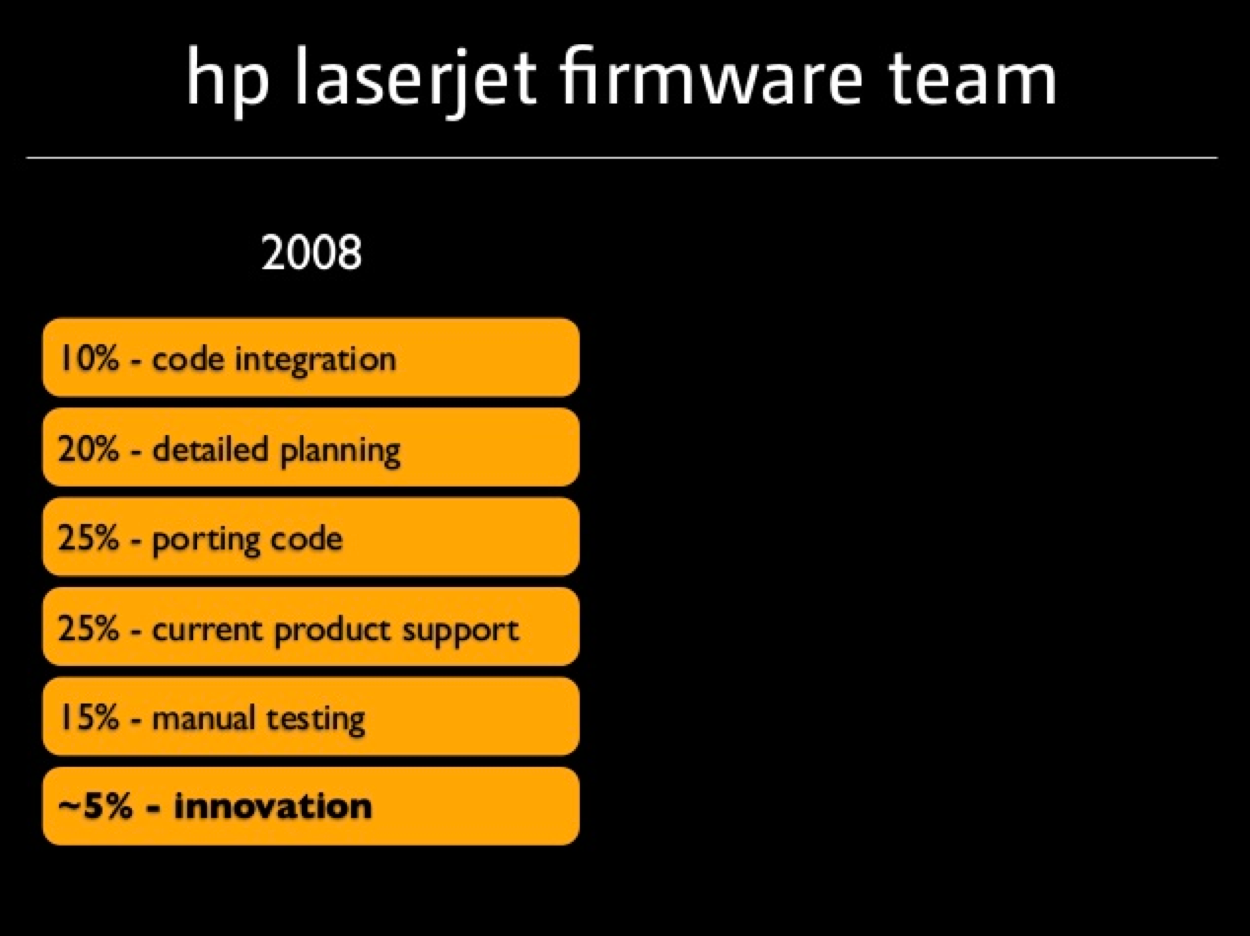 hp laserjet firmware team
2008
10% - code integration
20% - detailed planning
25% - porting code
25% - current product support
15% - manual testing
~5% - innovation